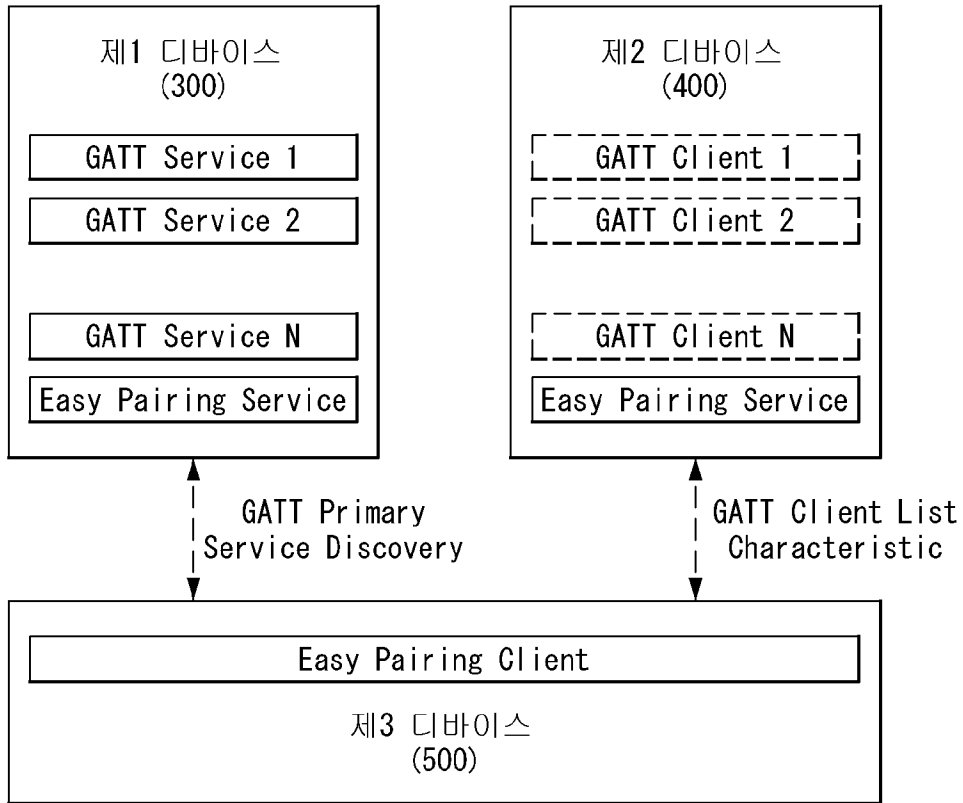 제1 디바이스
(300)
GATT Service 1
GATT Service 2
GATT Service N
Easy Pairing Service
제2 디바이스
(400)
GATT Client 1
GATT Client 2
GATT Client N
Easy Pairing Service
GATT Primary
Service Discovery
GATT Client List
Characteristic
Easy Pairing Client
제3 디바이스
(500)